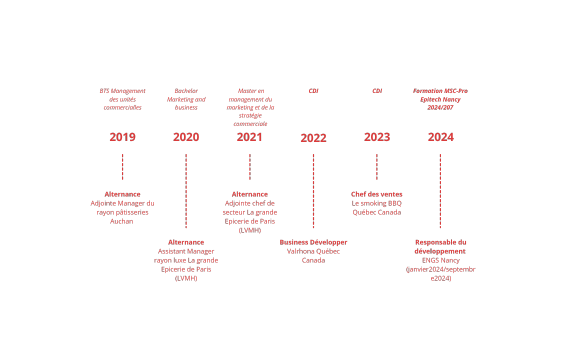 BTS Management
des unités
commercialles
Bachelor
Marketing and
business
Master en
management du
marketing et de la
stratégie
commerciale
CDI
CDI
Formation MSC-Pro
Epitech Nancy
2024/207
2019
2020
2021
2022
2023
2024
Alternance
Adjointe Manager du
rayon pâtisseries
Auchan
Alternance
Assistant Manager
rayon luxe La grande
Epicerie de Paris
(LVMH)
Alternance
Adjointe chef de
secteur La grande
Epicerie de Paris
(LVMH)
Business Développer
Valrhona Québec
Canada
Chef des ventes
Le smoking BBQ
Québec Canada
Responsable du
développement
ENGS Nancy
(janvier2024/septembr
e2024)